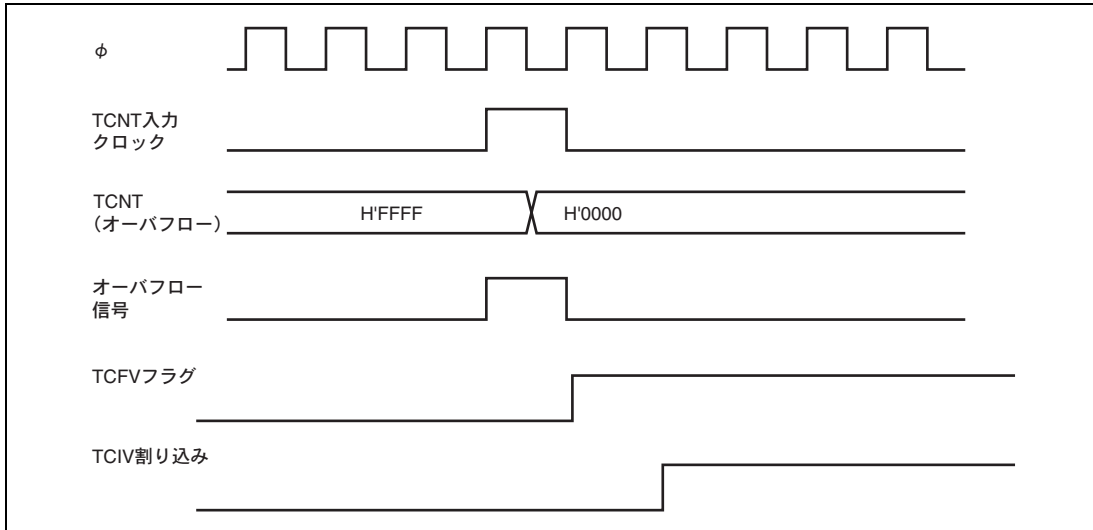 φ
TCNT入力
クロック
TCNT
（オーバフロー）
H'FFFF
H'0000
オーバフロー
信号
TCFVフラグ
TCIV割り込み